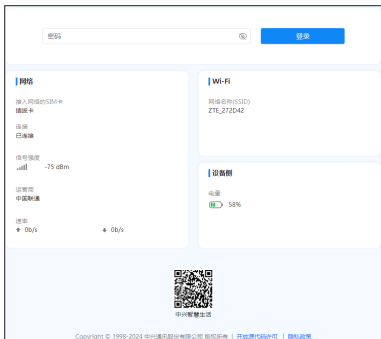 密码
登录
网络
接入网络的SIM卡
插拔卡
连接
已连接
信号强度
-75 dBm
运营商
中国联通
速率
0b/s
0b/s
Wi-Fi
网络名称(SSID)
ZTE_272D42
设备侧
电量
58%
中兴智慧生活
Copyright © 1998-2024 中兴通讯股份有限公司 版权所有 | 开放源代码许可 | 隐私政策